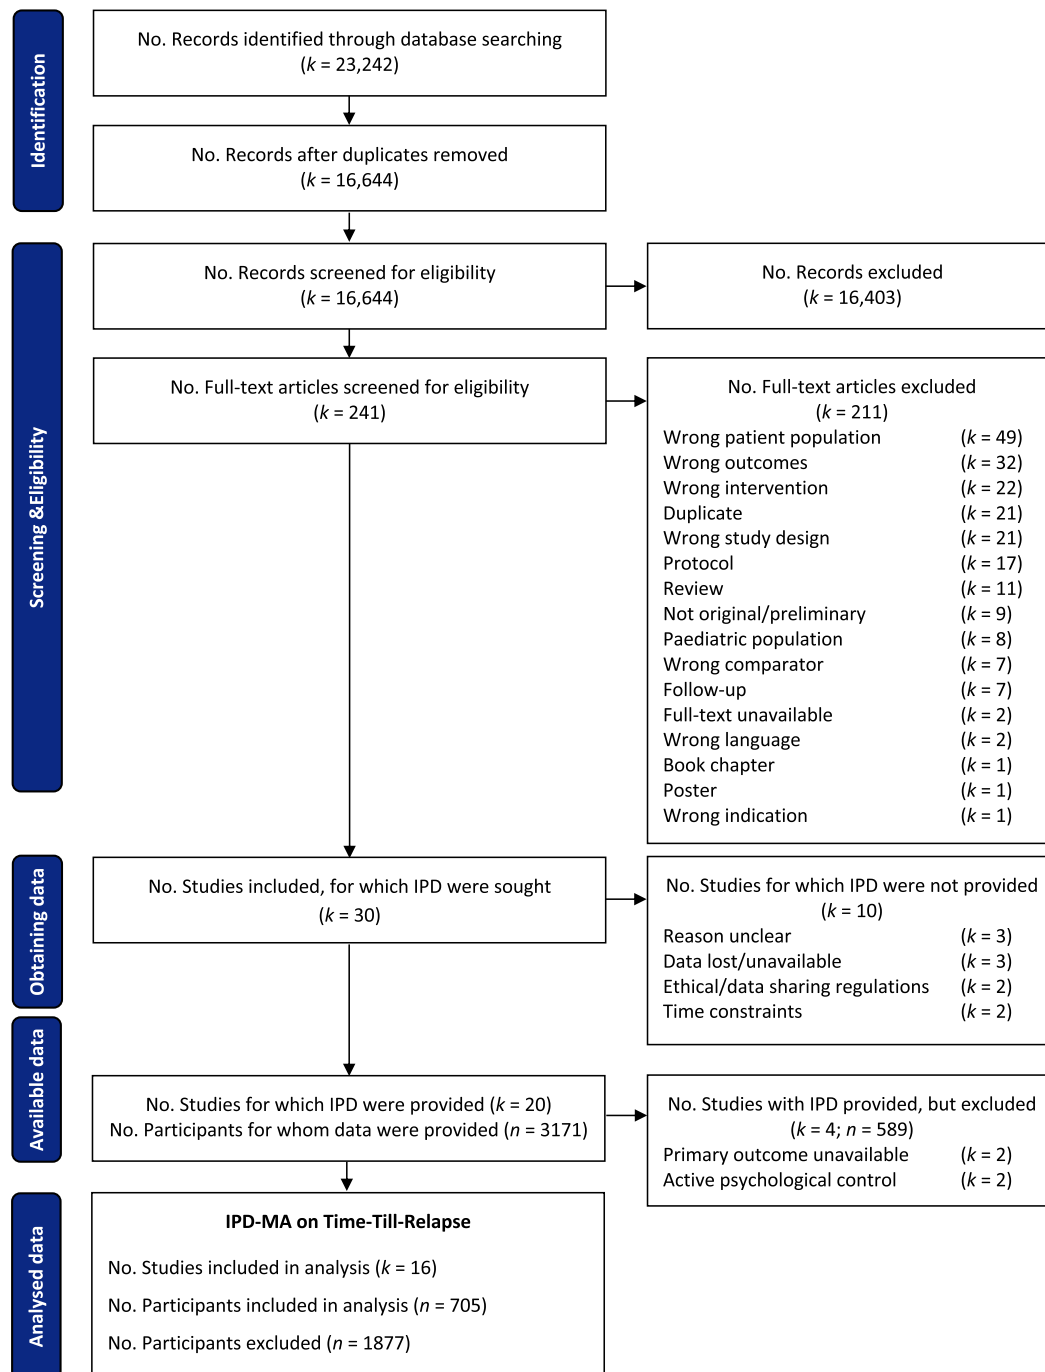 Identification
No. Records identified through database searching
(k = 23,242)
No. Records after duplicates removed
(k = 16,644)
Screening &Eligibility
No. Records screened for eligibility
(k = 16,644)
No. Records excluded
(k = 16,403)
No. Full-text articles screened for eligibility
(k = 241)
No. Full-text articles excluded
(k = 211)
Wrong patient population (k = 49)
Wrong outcomes (k = 32)
Wrong intervention (k = 22)
Duplicate (k = 21)
Wrong study design (k = 21)
Protocol (k = 17)
Review (k = 11)
Not original/preliminary (k = 9)
Paediatric population (k = 8)
Wrong comparator (k = 7)
Follow-up (k = 7)
Full-text unavailable (k = 2)
Wrong language (k = 2)
Book chapter (k = 1)
Poster (k = 1)
Wrong indication (k = 1)
Obtaining data
No. Studies included, for which IPD were sought
(k = 30)
No. Studies for which IPD were not provided
(k = 10)
Reason unclear (k = 3)
Data lost/unavailable (k = 3)
Ethical/data sharing regulations (k = 2)
Time constraints (k = 2)
Available data
No. Studies for which IPD were provided (k = 20)
No. Participants for whom data were provided (n = 3171)
No. Studies with IPD provided, but excluded
(k = 4; n = 589)
Primary outcome unavailable (k = 2)
Active psychological control (k = 2)
Analysed data
IPD-MA on Time-Till-Relapse
No. Studies included in analysis (k = 16)
No. Participants included in analysis (n = 705)
No. Participants excluded (n = 1877)